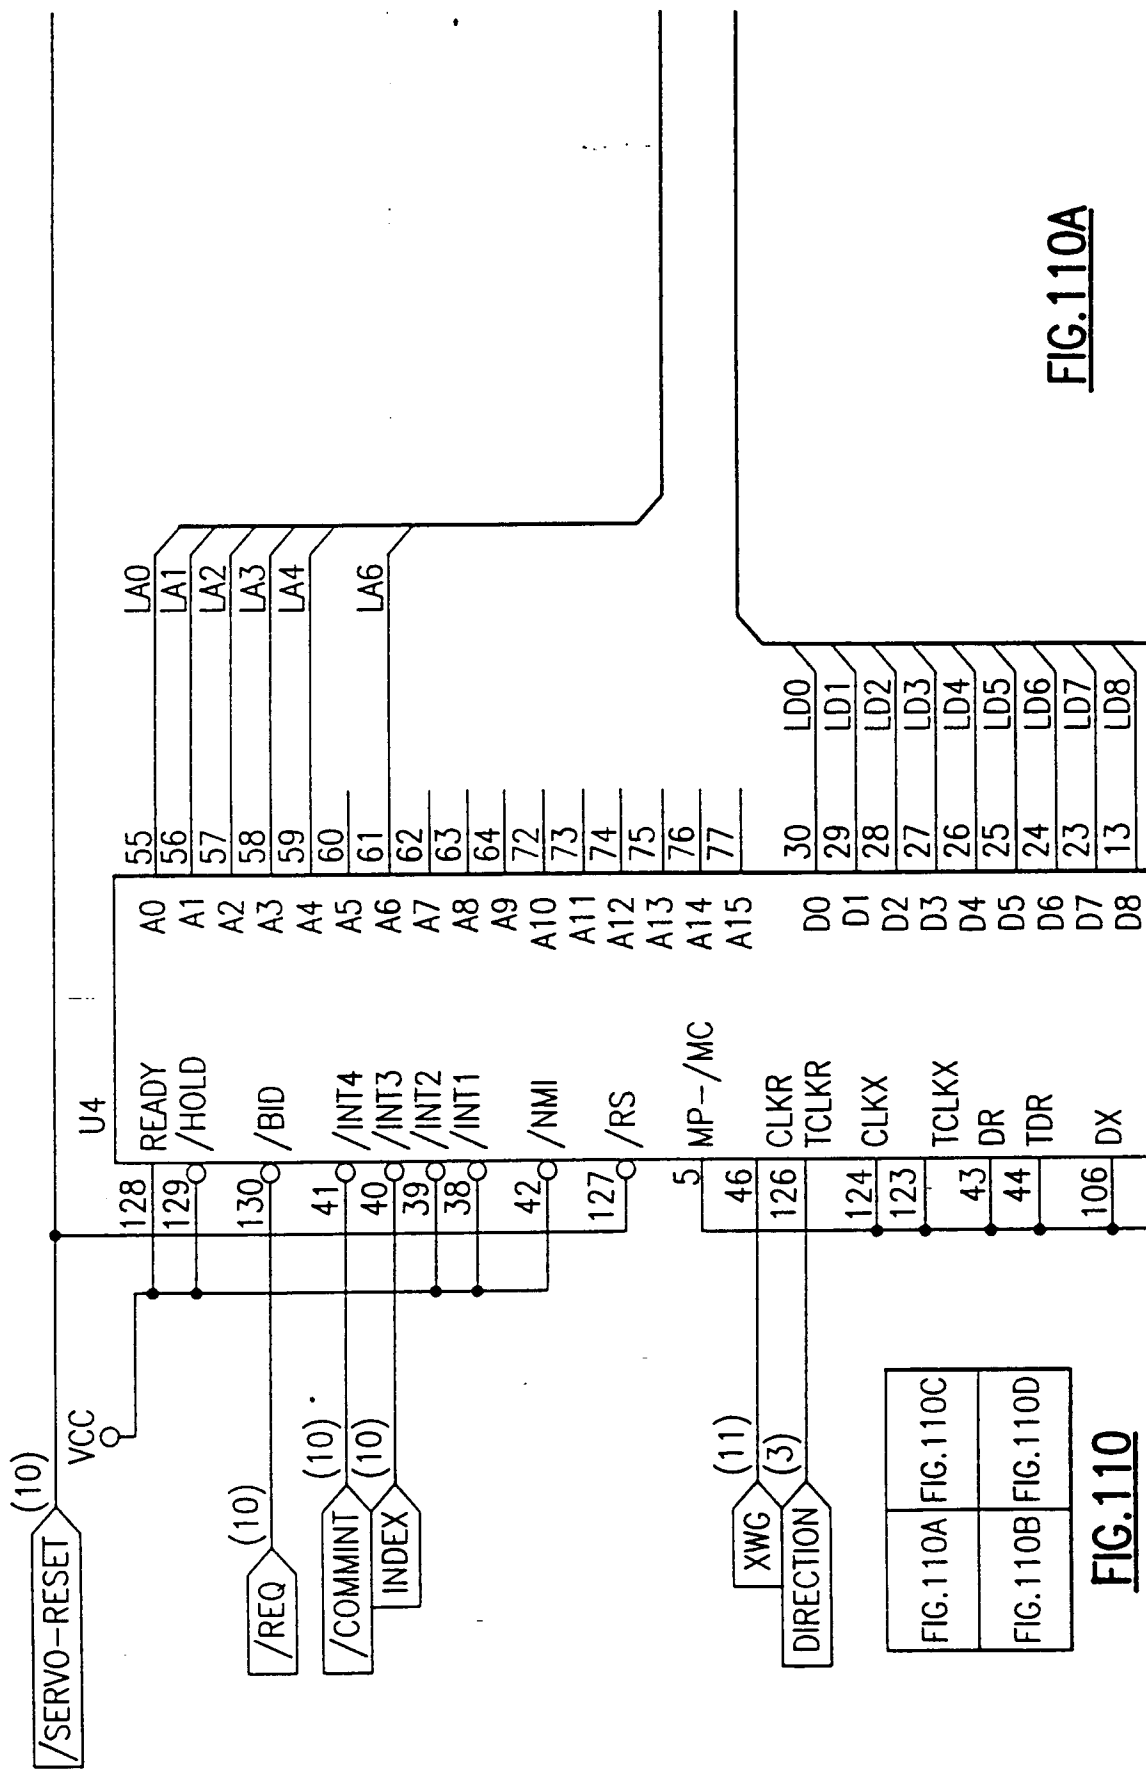 /SERVO-RESET (10)
VCC
/REQ (10)
/COMMINT (10)
INDEX (10)
XWG (11)
DIRECTION (3)
U4
128 READY
129 /HOLD
130 /BID
41 /INT4
40 /INT3
39 /INT2
38 /INT1
42 /NMI
127 /RS
5 MP-/MC
46 CLKR
126 TCLKR
124 CLKX
123 TCLKX
43 DR
44 TDR
106 DX
A0 55 LA0
A1 56 LA1
A2 57 LA2
A3 58 LA3
A4 59 LA4
A5 60
A6 61 LA6
A7 62
A8 63
A9 64
A10 72
A11 73
A12 74
A13 75
A14 76
A15 77
D0 30 LD0
D1 29 LD1
D2 28 LD2
D3 27 LD3
D4 26 LD4
D5 25 LD5
D6 24 LD6
D7 23 LD7
D8 13 LD8
FIG.110A FIG.110C
FIG.110B FIG.110D
FIG.110
FIG.110A